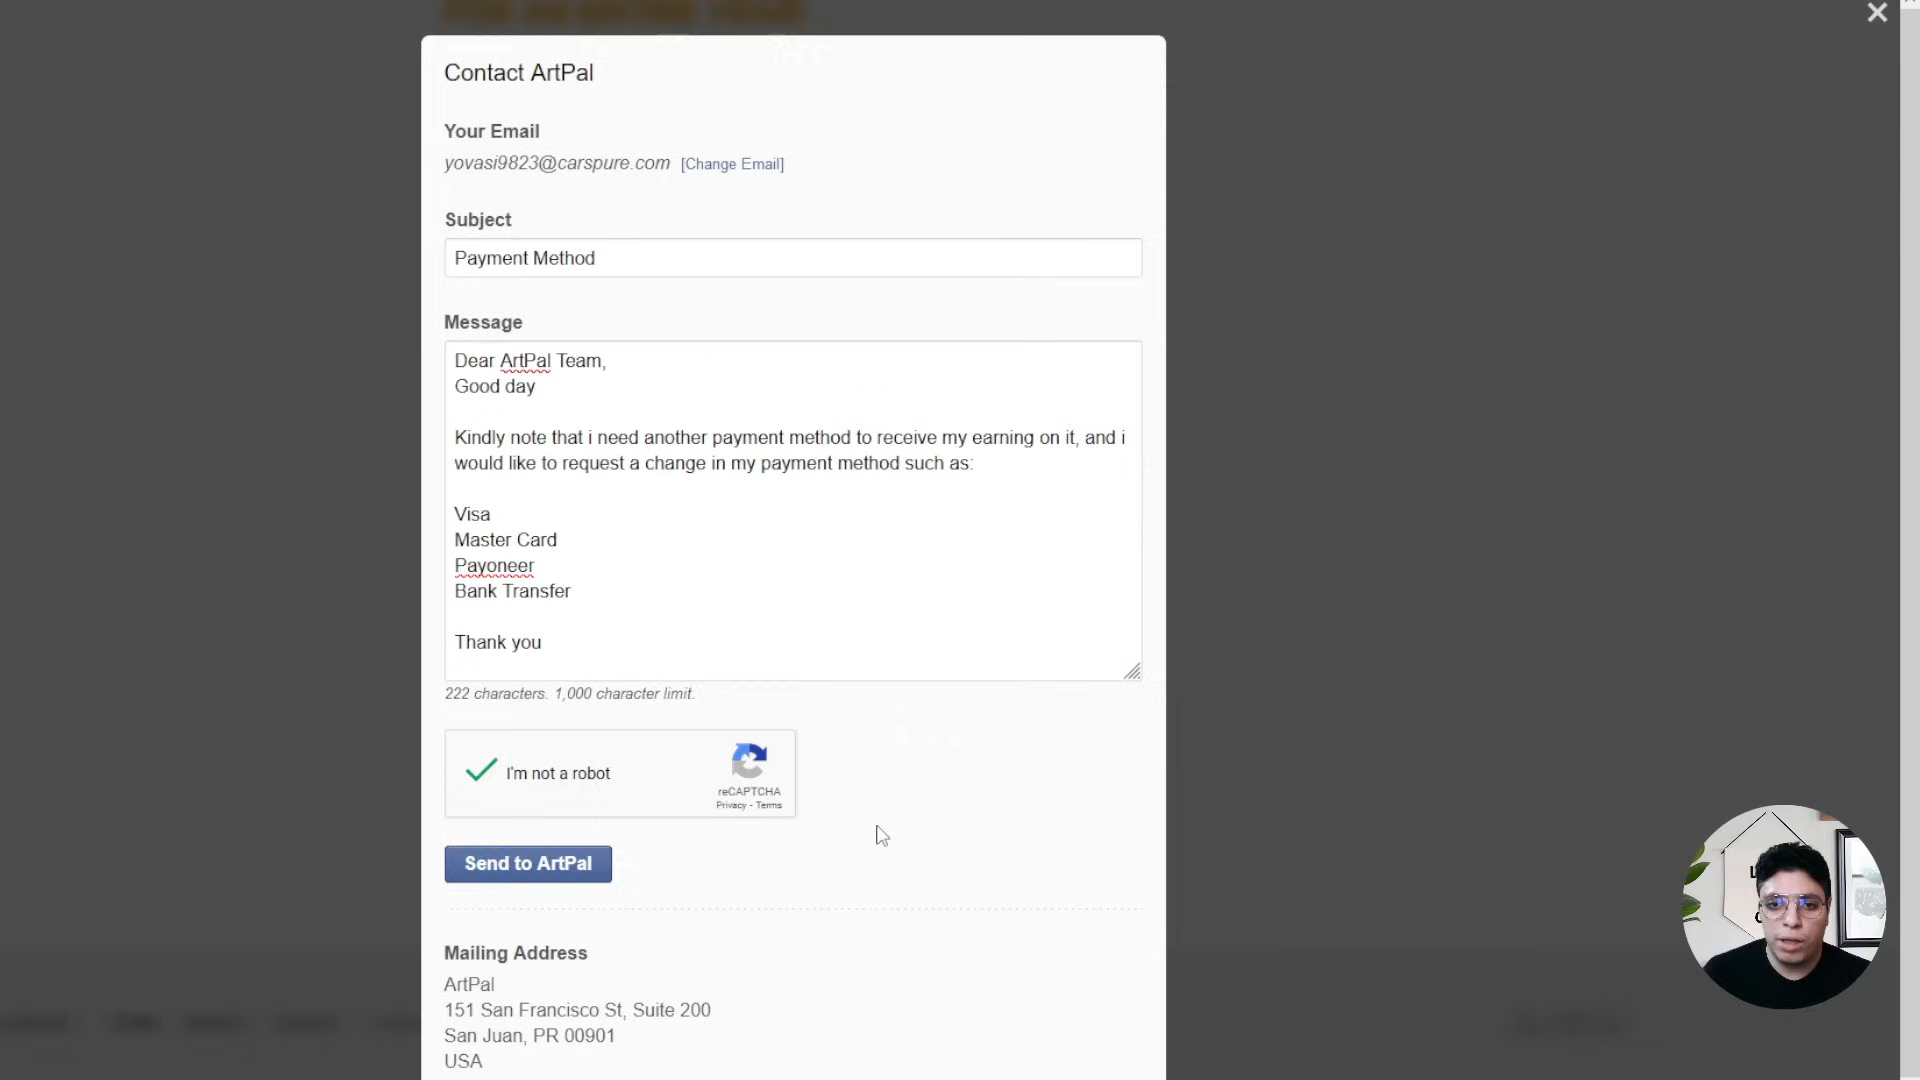 Contact ArtPal
Your Email
yovasi9823@carspure.com [Change Email]
Subject
Payment Method
Message
Dear ArtPal Team,
Good day
Kindly note that i need another payment method to receive my earning on it, and i
would like to request a change in my payment method such as:
Visa
Master Card
Payoneer
Bank Transfer
Thank you
222 characters. 1,000 character limit.
I'm not a robot
reCAPTCHA
Privacy - Terms
Send to ArtPal
Mailing Address
ArtPal
151 San Francisco St, Suite 200
San Juan, PR 00901
USA